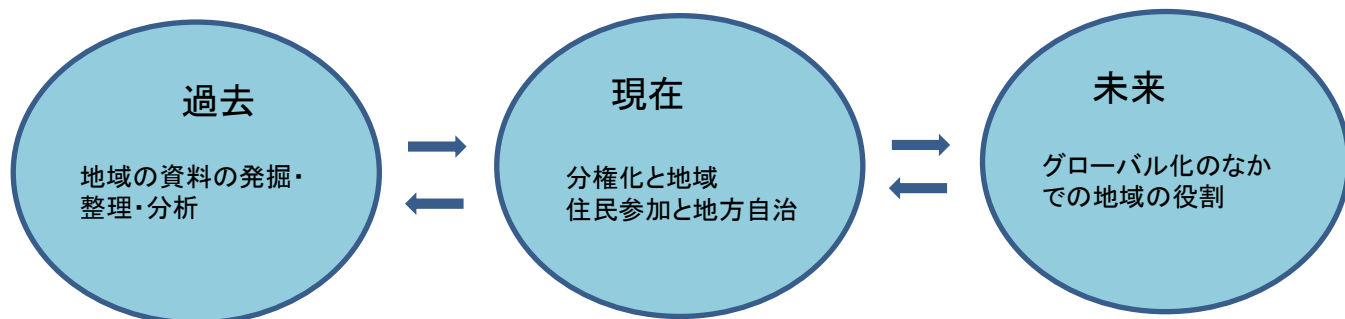 過去
地域の資料の発掘・
整理・分析
現在
分権化と地域
住民参加と地方自治
未来
グローバル化のなか
での地域の役割